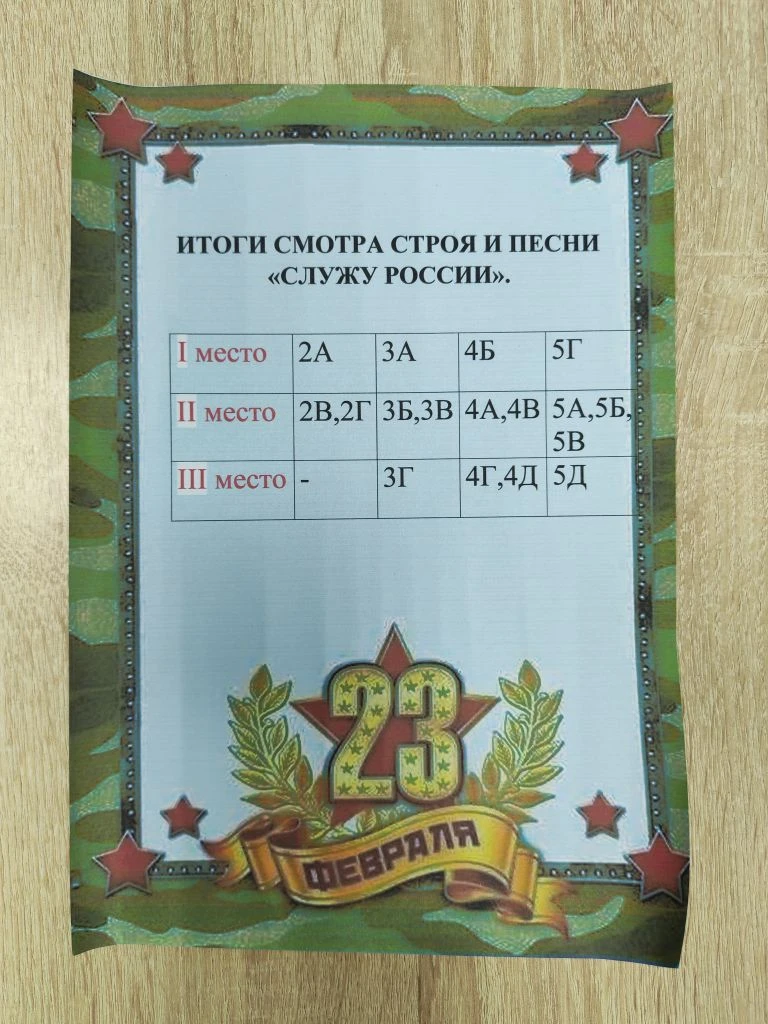 ИТОГИ СМОТРА СТРОЯ И ПЕСНИ
«СЛУЖУ РОССИИ».
I место 2А 3А 4Б 5Г
II место 2В,2Г 3Б,3В 4А,4В 5А,5Б,
5В
III место - 3Г 4Г,4Д 5Д
23
ФЕВРАЛЯ